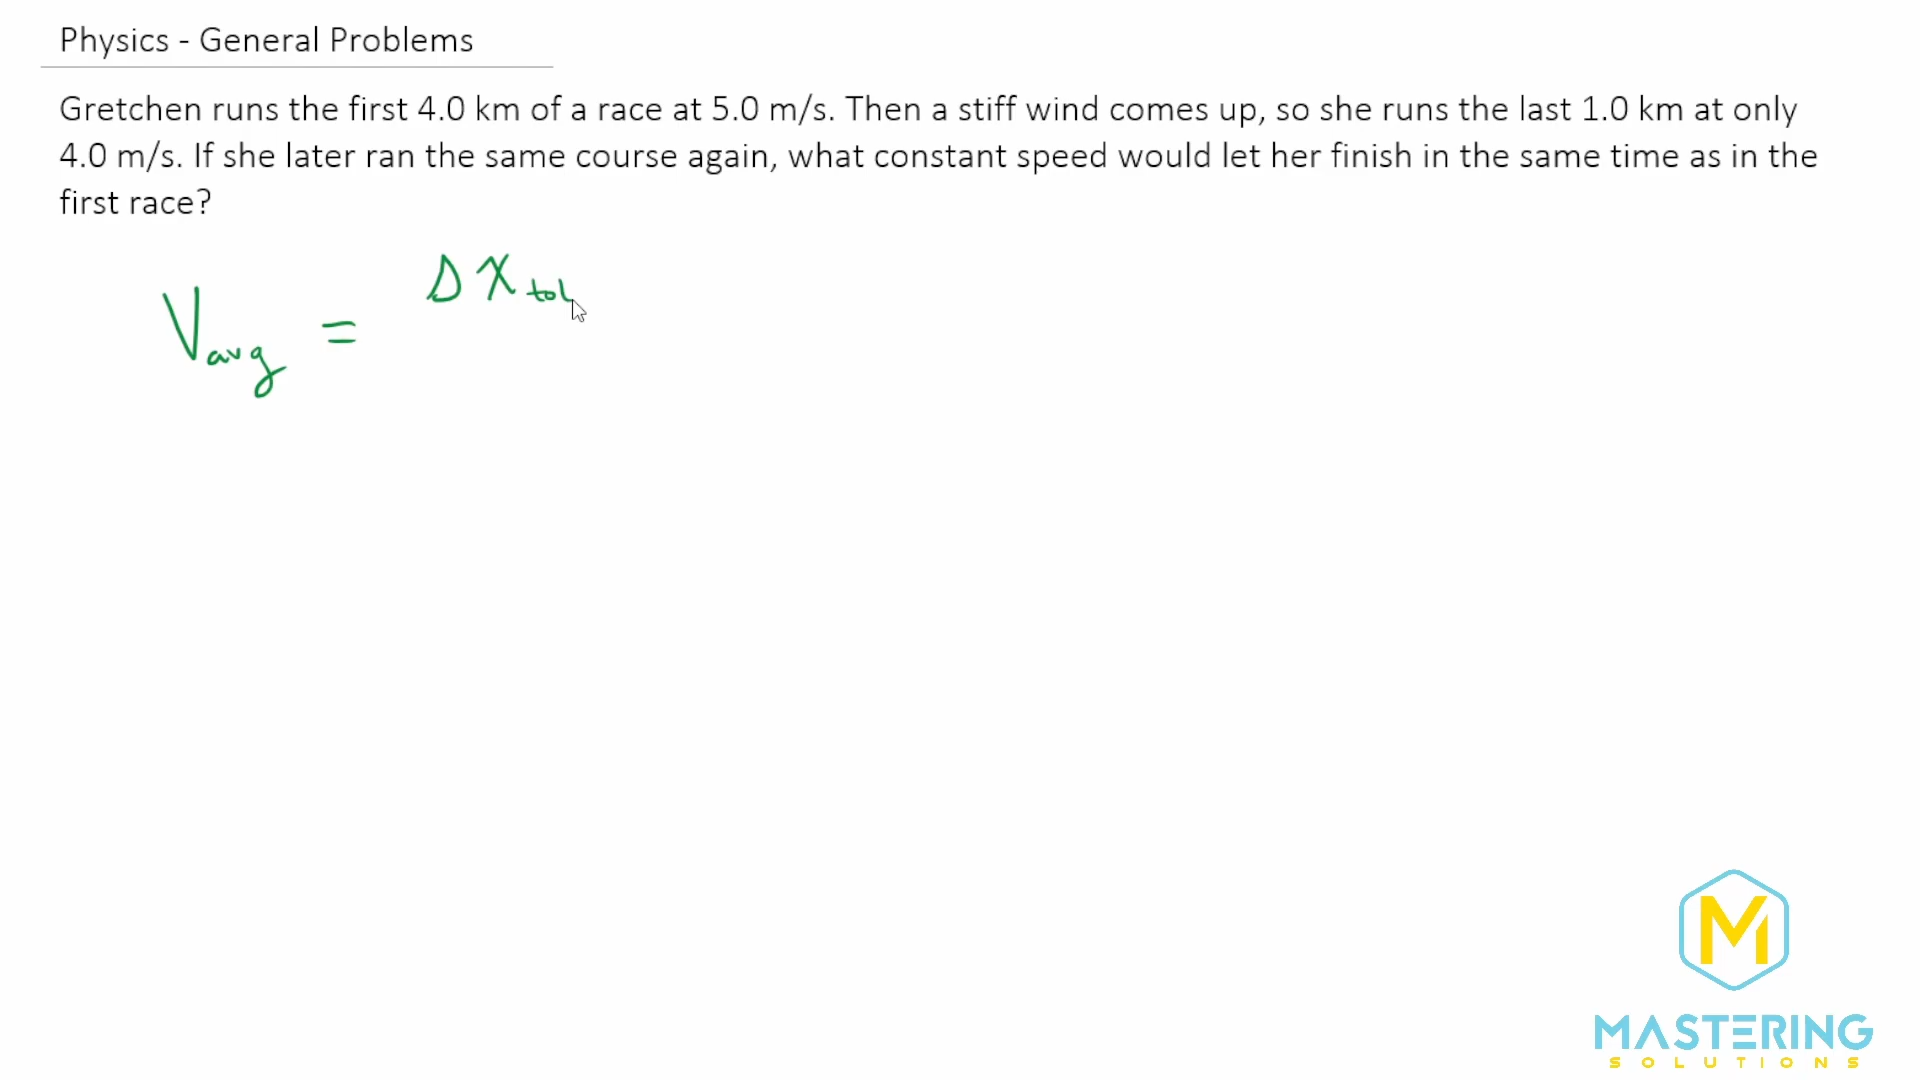 Physics - General Problems
Gretchen runs the first 4.0 km of a race at 5.0 m/s. Then a stiff wind comes up, so she runs the last 1.0 km at only
4.0 m/s. If she later ran the same course again, what constant speed would let her finish in the same time as in the
first race?
V avg = Δ X tot
M
MASTERING
SOLUTIONS